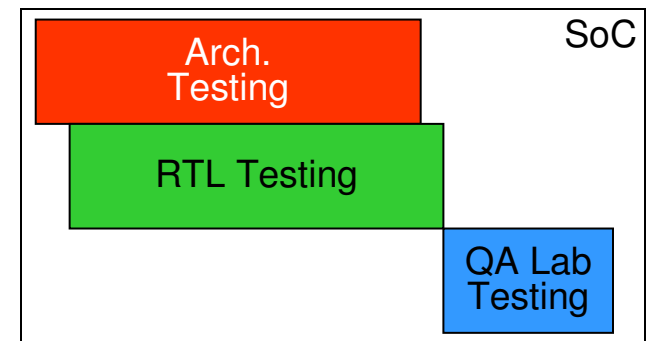 SoC
Arch.
Testing
RTL Testing
QA Lab
Testing